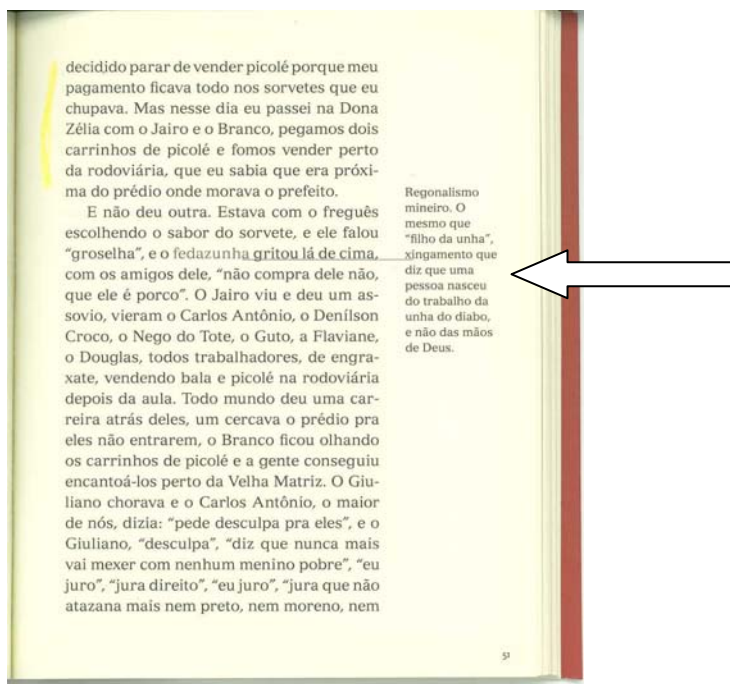 decidido parar de vender picolé porque meu
pagamento ficava todo nos sorvetes que eu
chupava. Mas nesse dia eu passei na Dona
Zélia com o Jairo e o Branco, pegamos dois
carrinhos de picolé e fomos vender perto
da rodoviária, que eu sabia que era próxi-
ma do prédio onde morava o prefeito.
E não deu outra. Estava com o freguês
escolhendo o sabor do sorvete, e ele falou
“groselha”, e o fedazunha gritou lá de cima,
com os amigos dele, “não compra dele não,
que ele é porco”. O Jairo viu e deu um as-
sovio, vieram o Carlos Antônio, o Denílson
Croco, o Nego do Tote, o Guto, a Flaviane,
o Douglas, todos trabalhadores, de engra-
xate, vendendo bala e picolé na rodoviária
depois da aula. Todo mundo deu uma car-
reira atrás deles, um cercava o prédio pra
eles não entrarem, o Branco ficou olhando
os carrinhos de picolé e a gente conseguiu
encantoá-los perto da Velha Matriz. O Giu-
liano chorava e o Carlos Antônio, o maior
de nós, dizia: “pede desculpa pra eles”, e o
Giuliano, “desculpa”, “diz que nunca mais
vai mexer com nenhum menino pobre”, “eu
juro”, “jura direito”, “eu juro”, “jura que não
atazana mais nem preto, nem moreno, nem
Regonalismo
mineiro. O
mesmo que
“filho da unha”,
xingamento que
diz que uma
pessoa nasceu
do trabalho da
unha do diabo,
e não das mãos
de Deus.
51